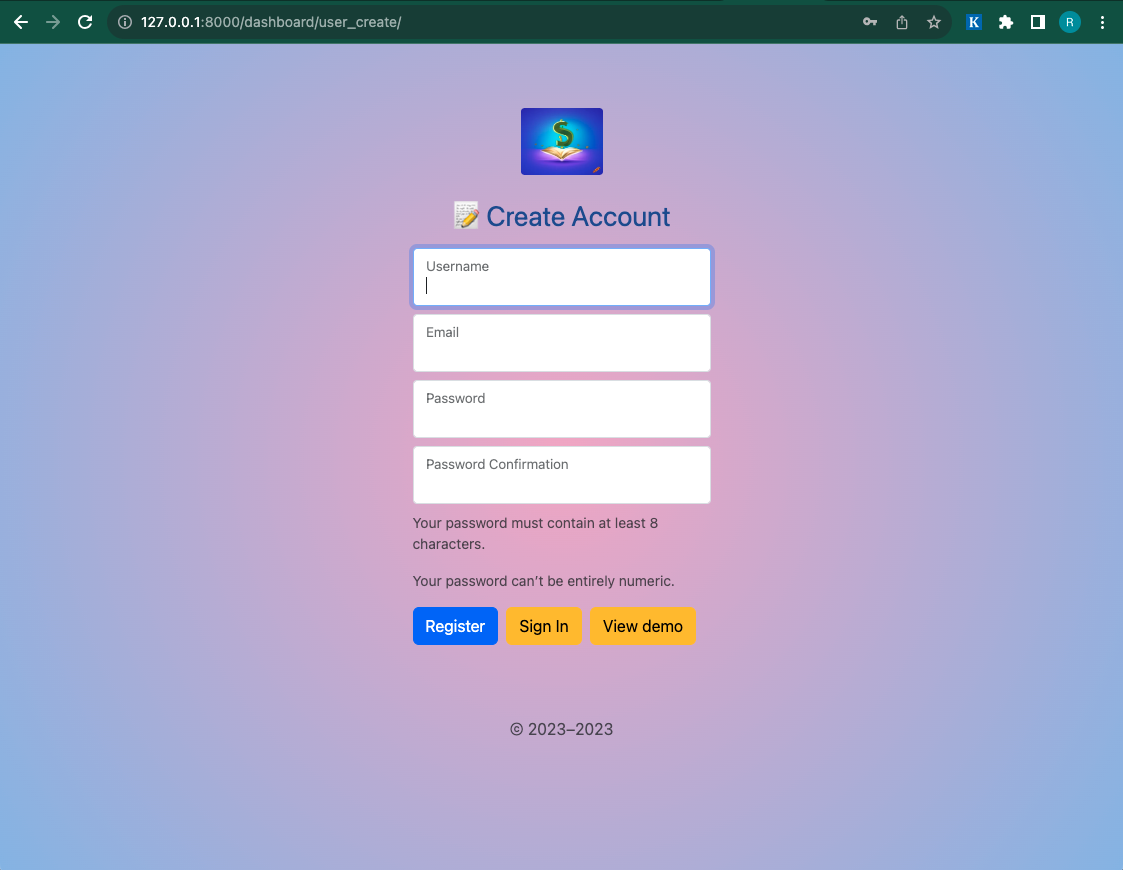 127.0.0.1:8000/dashboard/user_create/
K
R
S
📝 Create Account
Username
Email
Password
Password Confirmation
Your password must contain at least 8
characters.
Your password can’t be entirely numeric.
Register
Sign In
View demo
© 2023–2023